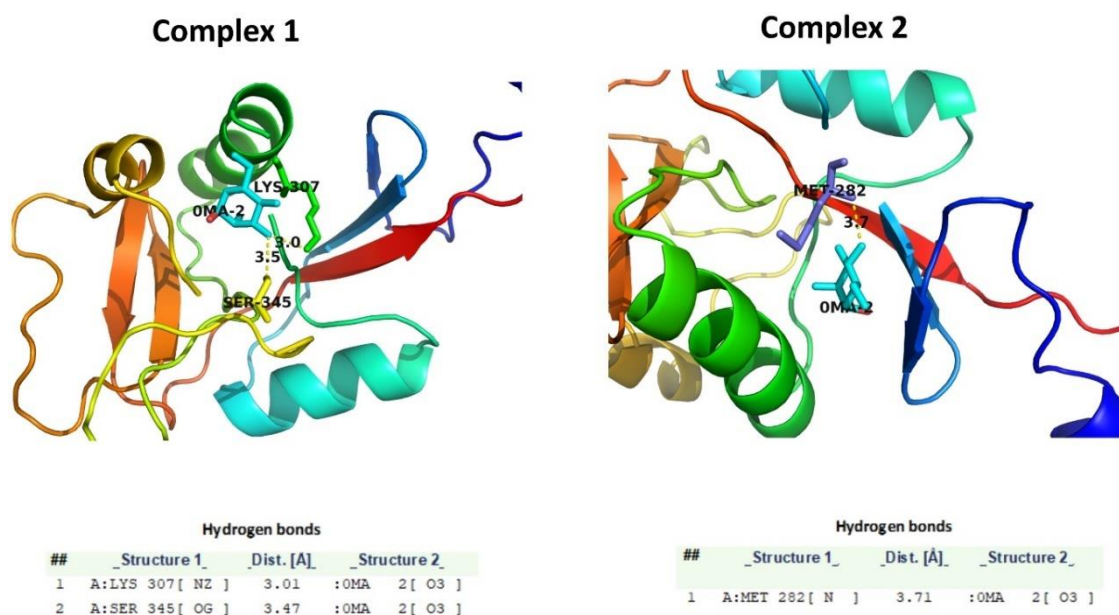 Complex 1
Complex 2
LYS-307
0MA-2
3.0
3.5
SER-345
MET-282
3.7
0MA-2
Hydrogen bonds
## _Structure 1_ _Dist. [Å]_ _Structure 2_
1 A:LYS 307[ NZ ] 3.01 :0MA 2[ O3 ]
2 A:SER 345[ OG ] 3.47 :0MA 2[ O3 ]
Hydrogen bonds
## _Structure 1_ _Dist. [Å]_ _Structure 2_
1 A:MET 282[ N ] 3.71 :0MA 2[ O3 ]